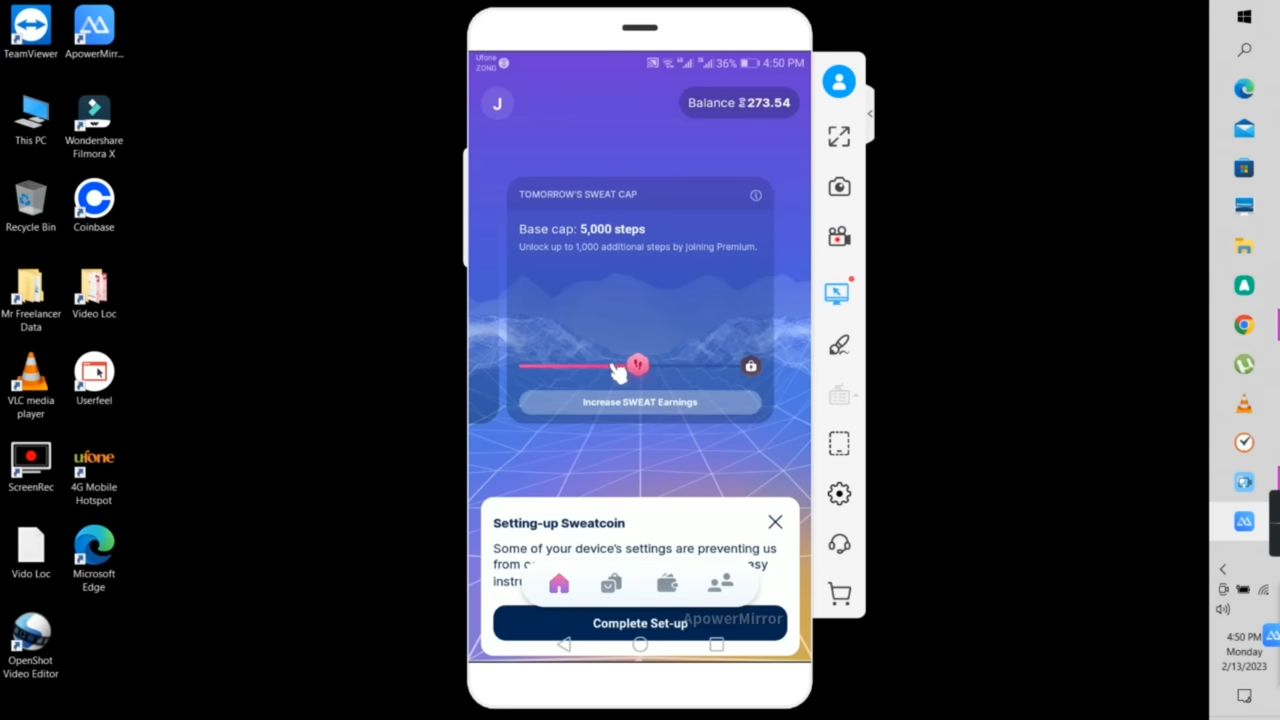 TeamViewer
ApowerMirr...
This PC
Wondershare
Filmora X
Recycle Bin
Coinbase
Mr Freelancer
Data
Video Loc
VLC media
player
Userfeel
ScreenRec
ufone
4G Mobile
Hotspot
Vido Loc
Microsoft
Edge
OpenShot
Video Editor
Ufone
ZONG
36%
4:50 PM
J
Balance 273.54
TOMORROW'S SWEAT CAP
Base cap: 5,000 steps
Unlock up to 1,000 additional steps by joining Premium.
Increase SWEAT Earnings
Setting-up Sweatcoin
Some of your device's settings are preventing us
from
instru
Complete Set-up
ApowerMirror
4:50 PM
Monday
2/13/2023